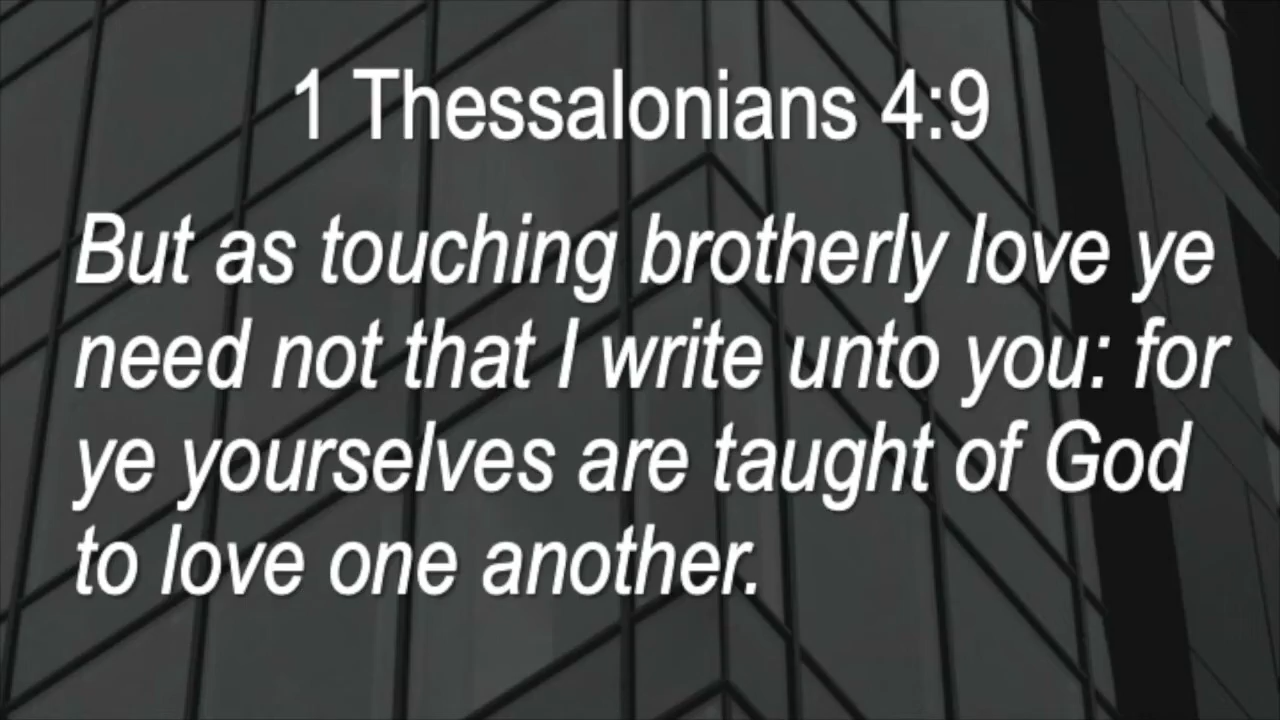 1 Thessalonians 4:9
But as touching brotherly love ye
need not that I write unto you: for
ye yourselves are taught of God
to love one another.